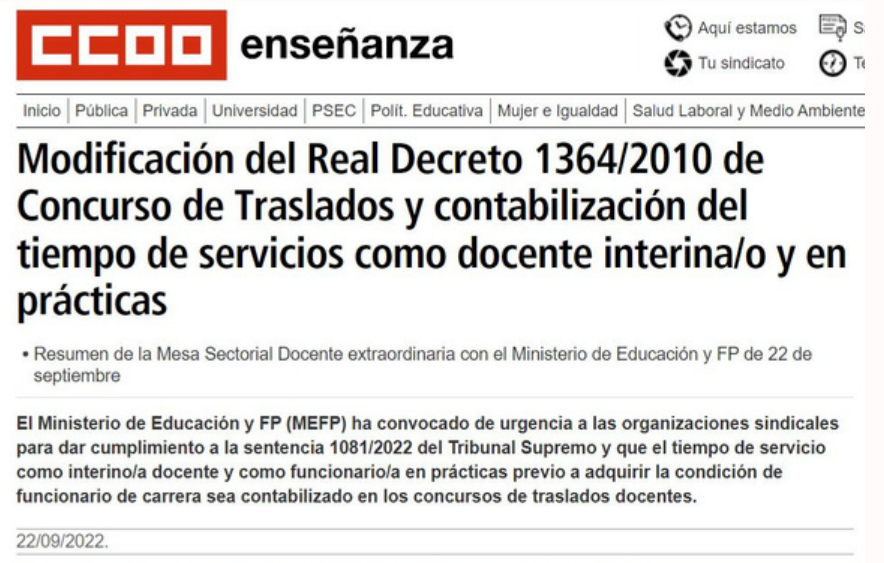 CCOO enseñanza
Aquí estamos
Tu sindicato
Inicio | Pública | Privada | Universidad | PSEC | Polít. Educativa | Mujer e Igualdad | Salud Laboral y Medio Ambiente
Modificación del Real Decreto 1364/2010 de
Concurso de Traslados y contabilización del
tiempo de servicios como docente interina/o y en
prácticas
• Resumen de la Mesa Sectorial Docente extraordinaria con el Ministerio de Educación y FP de 22 de
septiembre
El Ministerio de Educación y FP (MEFP) ha convocado de urgencia a las organizaciones sindicales
para dar cumplimiento a la sentencia 1081/2022 del Tribunal Supremo y que el tiempo de servicio
como interino/a docente y como funcionario/a en prácticas previo a adquirir la condición de
funcionario de carrera sea contabilizado en los concursos de traslados docentes.
22/09/2022.